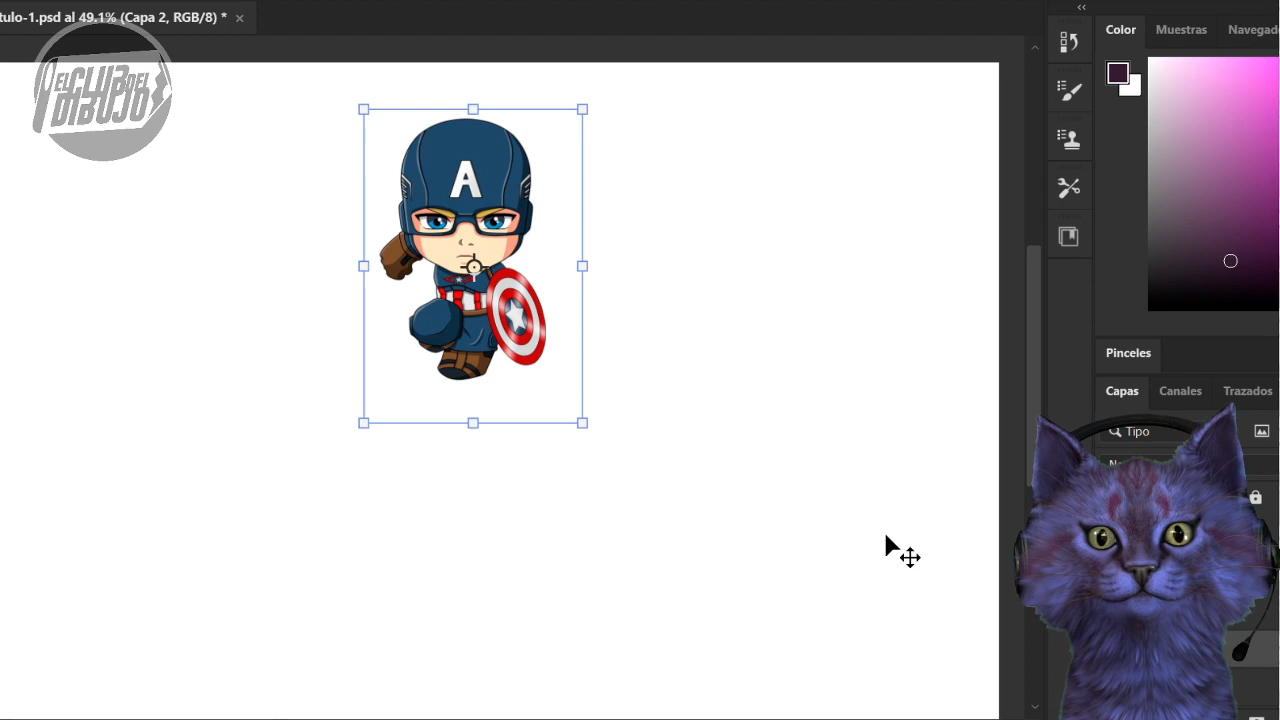 tulo-1.psd al 49.1% (Capa 2, RGB/8) * ×
EL CLUB DEL
DIBUJO
A
Color Muestras Navegad
Pinceles
Capas Canales Trazados
Tipo